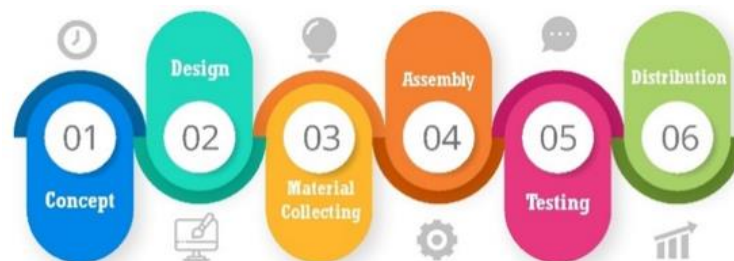 01
Concept
Design
02
03
Material
Collecting
Assembly
04
05
Testing
Distribution
06